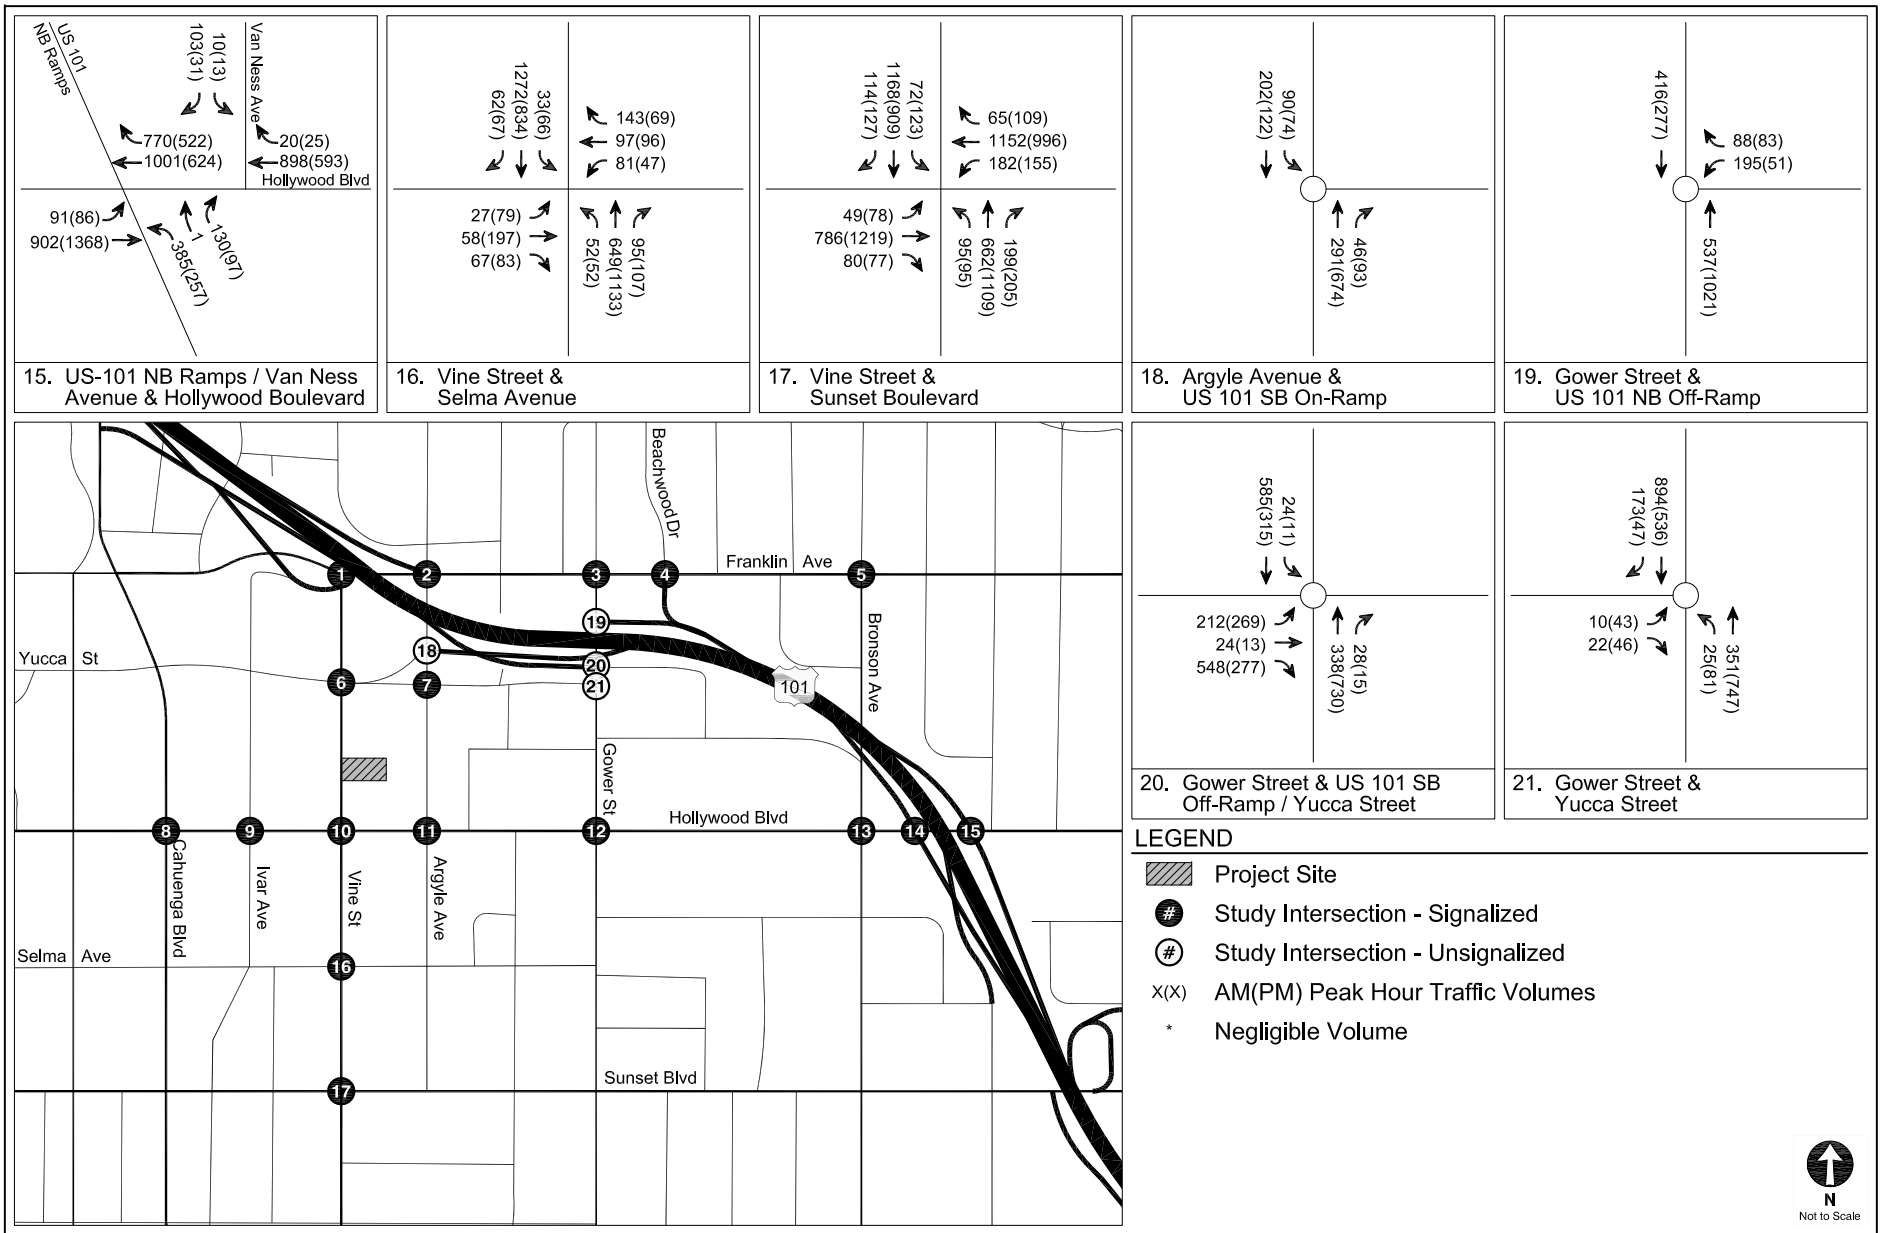 US 101
NB Ramps
103(31)
10(13)
Van Ness Ave
770(522)
1001(624)
20(25)
898(593)
Hollywood Blvd
91(86)
902(1368)
385(257)
1
130(97)
15. US-101 NB Ramps / Van Ness
Avenue & Hollywood Boulevard
62(67)
1272(834)
33(66)
143(69)
97(96)
81(47)
27(79)
58(197)
67(83)
52(52)
649(1133)
95(107)
16. Vine Street &
Selma Avenue
114(127)
1168(909)
72(123)
65(109)
1152(996)
182(155)
49(78)
786(1219)
80(77)
95(95)
662(1109)
199(205)
17. Vine Street &
Sunset Boulevard
202(122)
90(74)
291(674)
46(93)
18. Argyle Avenue &
US 101 SB On-Ramp
416(277)
88(83)
195(51)
537(1021)
19. Gower Street &
US 101 NB Off-Ramp
585(315)
24(11)
212(269)
24(13)
548(277)
338(730)
28(15)
20. Gower Street & US 101 SB
Off-Ramp / Yucca Street
173(47)
894(536)
10(43)
22(46)
25(81)
351(747)
21. Gower Street &
Yucca Street
Beachwood Dr
Franklin Ave
1
2
3
4
5
19
18
20
21
Yucca St
6
7
101
Bronson Ave
Gower St
Hollywood Blvd
8
9
10
11
12
13
14
15
Cahuenga Blvd
Ivar Ave
Vine St
Argyle Ave
Selma Ave
16
Sunset Blvd
17
LEGEND
Project Site
# Study Intersection - Signalized
# Study Intersection - Unsignalized
X(X) AM(PM) Peak Hour Traffic Volumes
* Negligible Volume
N
Not to Scale